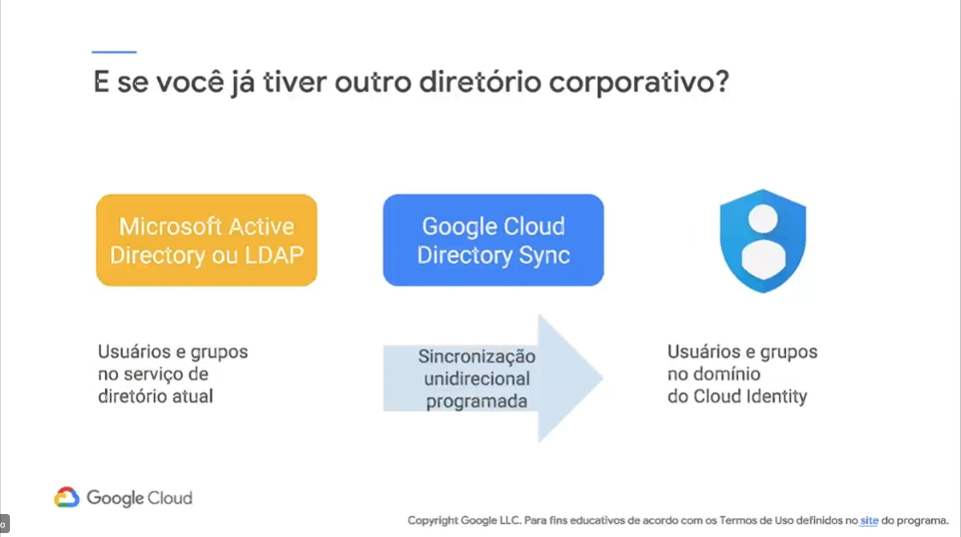 E se você já tiver outro diretório corporativo?
Microsoft Active
Directory ou LDAP
Google Cloud
Directory Sync
Usuários e grupos
no serviço de
diretório atual
Sincronização
unidirecional
programada
Usuários e grupos
no domínio
do Cloud Identity
Google Cloud
Copyright Google LLC. Para fins educativos de acordo com os Termos de Uso definidos no site do programa.